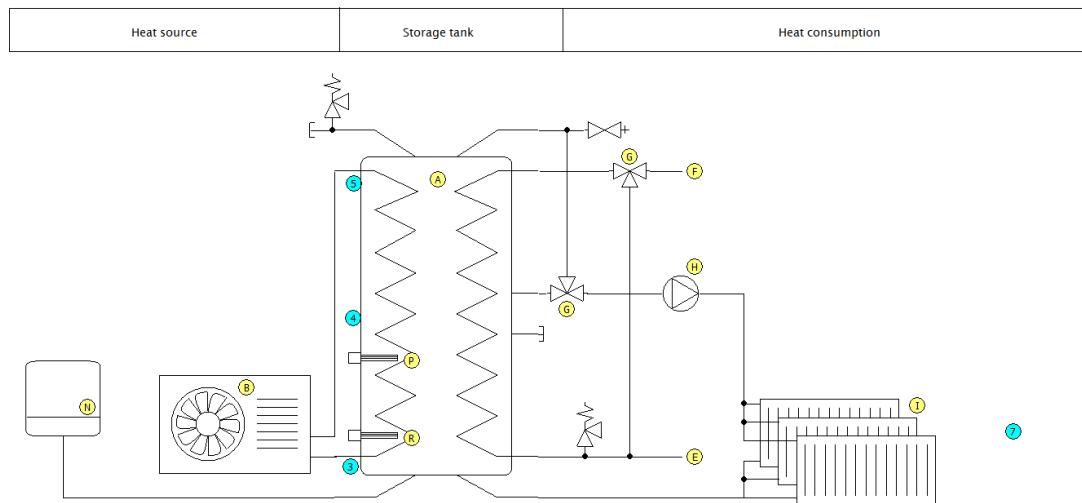 Heat source
Storage tank
Heat consumption
G
5
A
F
H
4
G
P
B
N
I
7
R
3
E